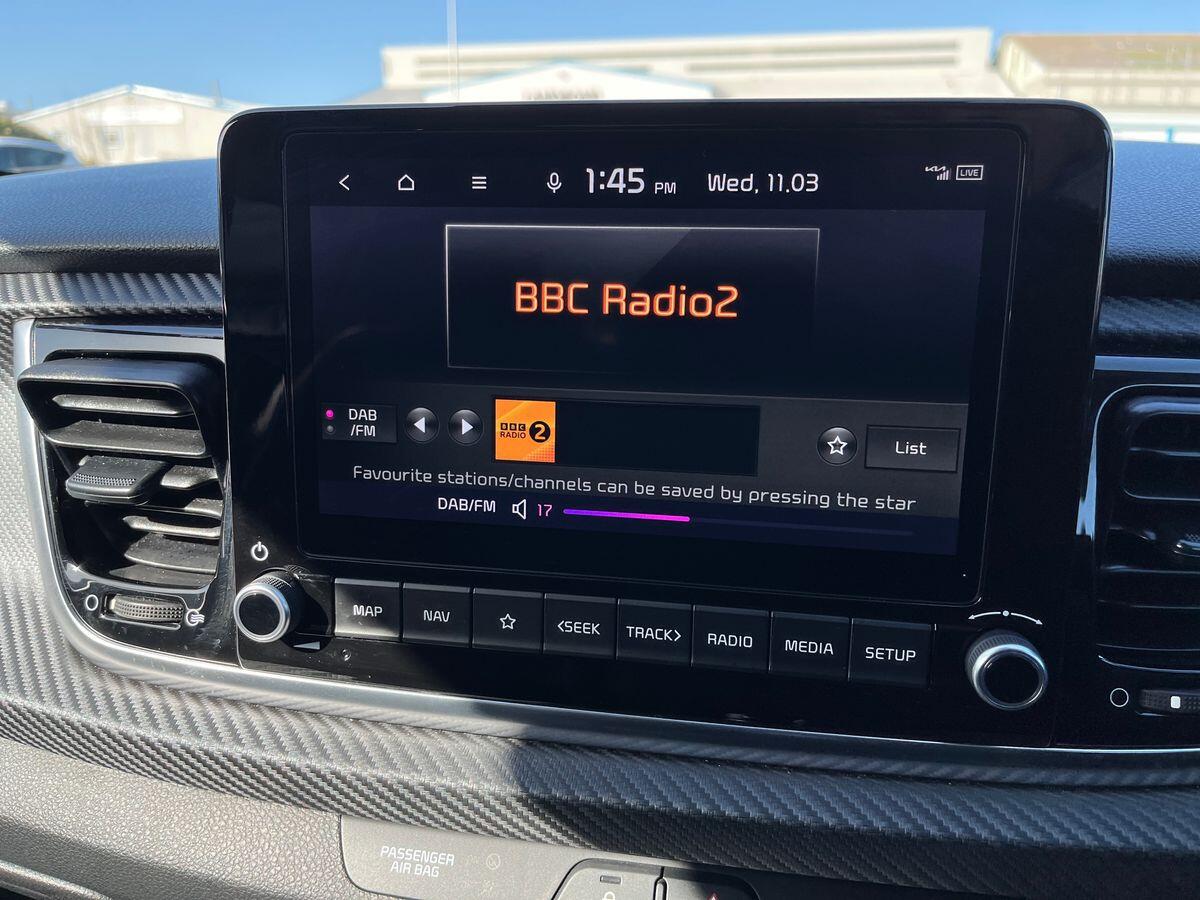 1:45 PM Wed, 11.03 KIA LIVE
BBC Radio2
DAB
/FM
BBC
RADIO 2
List
Favourite stations/channels can be saved by pressing the star
DAB/FM 17
MAP NAV <SEEK TRACK> RADIO MEDIA SETUP
PASSENGER
AIR BAG